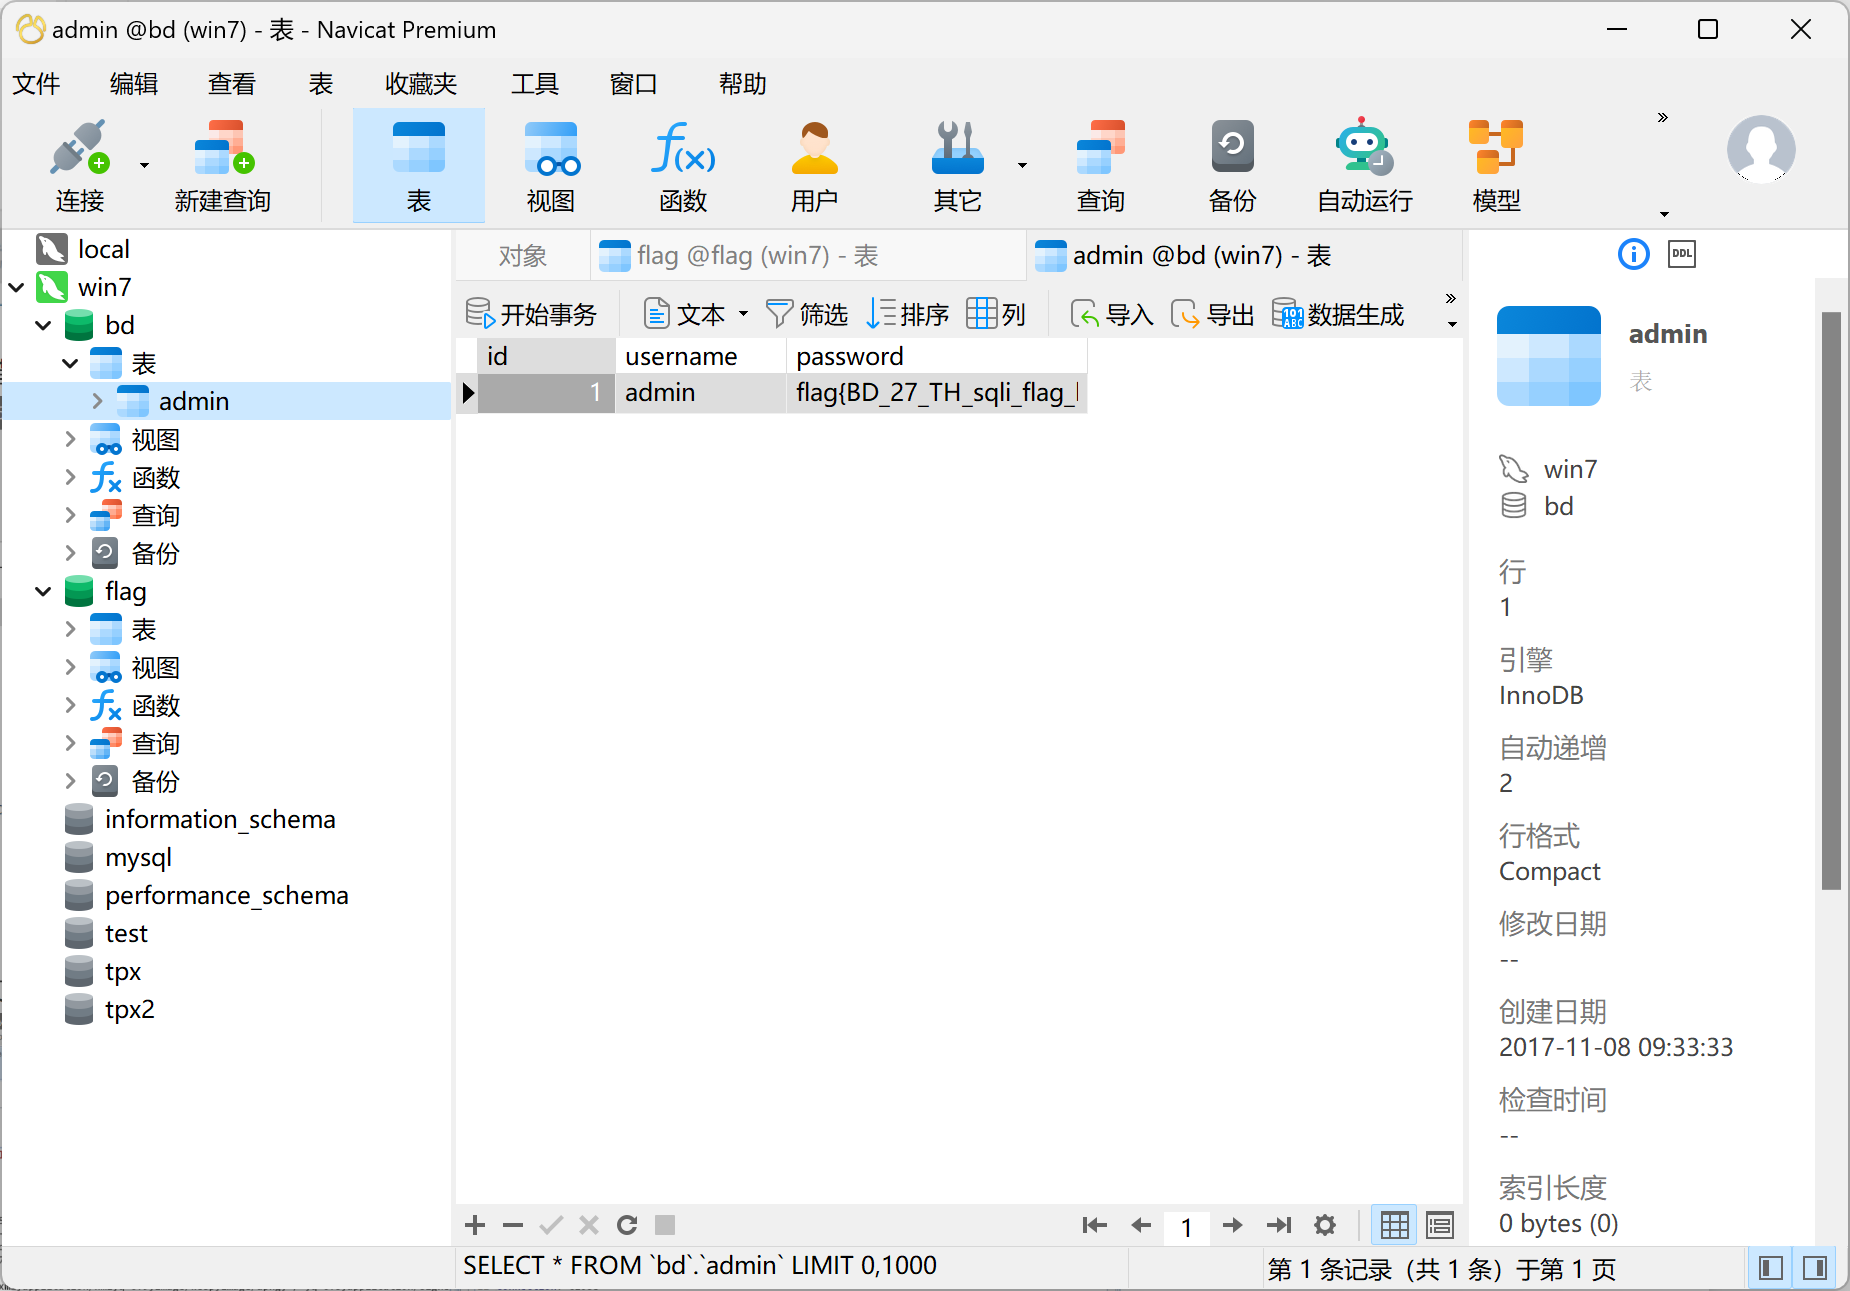 admin @bd (win7) - 表 - Navicat Premium
文件 编辑 查看 表 收藏夹 工具 窗口 帮助
连接 新建查询 表 视图 函数 用户 其它 查询 备份 自动运行 模型
local
win7
bd
表
admin
视图
函数
查询
备份
flag
表
视图
函数
查询
备份
information_schema
mysql
performance_schema
test
tpx
tpx2
对象 flag @flag (win7) - 表 admin @bd (win7) - 表
开始事务 文本 筛选 排序 列 导入 导出 数据生成
id username password
1 admin flag{BD_27_TH_sqli_flag_
DDL
admin
表
win7
bd
行
1
引擎
InnoDB
自动递增
2
行格式
Compact
修改日期
--
创建日期
2017-11-08 09:33:33
检查时间
--
索引长度
0 bytes (0)
1
SELECT * FROM `bd`.`admin` LIMIT 0,1000
第 1 条记录（共 1 条）于第 1 页